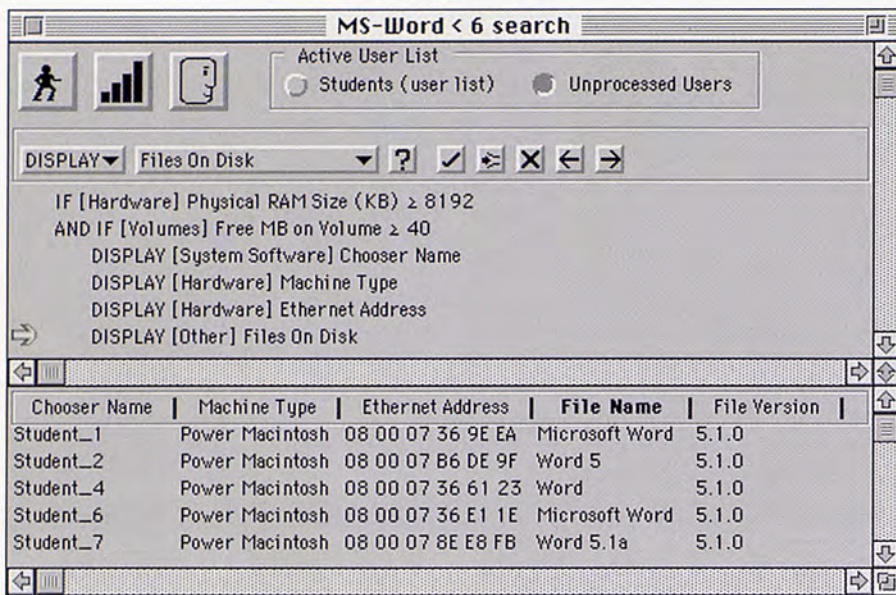 MS-Word < 6 search
Active User List
Students (user list) Unprocessed Users
DISPLAY Files On Disk ?
IF [Hardware] Physical RAM Size (KB) ≥ 8192
AND IF [Volumes] Free MB on Volume ≥ 40
DISPLAY [System Software] Chooser Name
DISPLAY [Hardware] Machine Type
DISPLAY [Hardware] Ethernet Address
DISPLAY [Other] Files On Disk
Chooser Name Machine Type Ethernet Address File Name File Version
Student_1 Power Macintosh 08 00 07 36 9E EA Microsoft Word 5.1.0
Student_2 Power Macintosh 08 00 07 B6 DE 9F Word 5 5.1.0
Student_4 Power Macintosh 08 00 07 36 61 23 Word 5.1.0
Student_6 Power Macintosh 08 00 07 36 E1 1E Microsoft Word 5.1.0
Student_7 Power Macintosh 08 00 07 8E E8 FB Word 5.1a 5.1.0